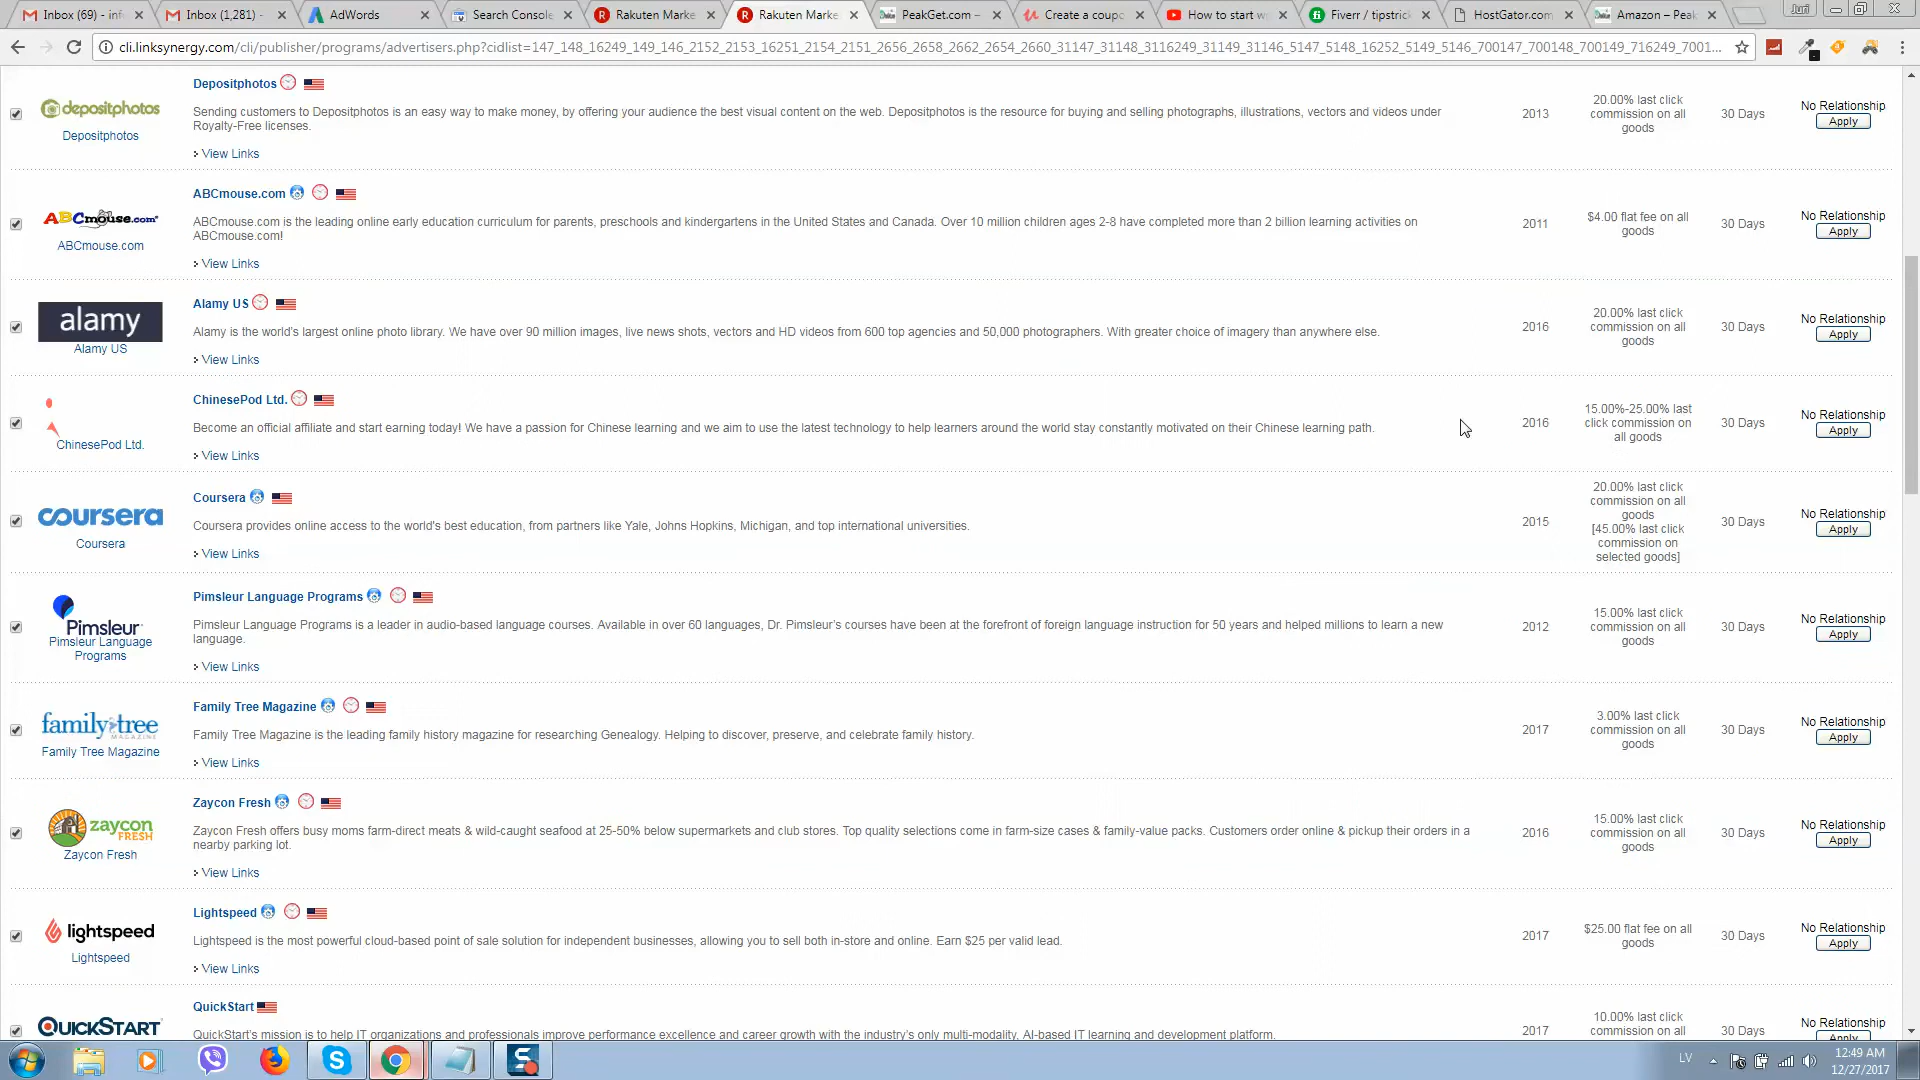 Inbox (69) - inf
Inbox (1,281) -
AdWords
Search Console
Rakuten Marke
Rakuten Marke
PeakGet.com –
Create a coupo
How to start w
Fiverr / tipstrick
HostGator.com
Amazon – Peak
Juri
cli.linksynergy.com/cli/publisher/programs/advertisers.php?cidlist=147_148_16249_149_146_2152_2153_16251_2154_2151_2656_2658_2662_2654_2660_31147_31148_3116249_31149_31146_5147_5148_16252_5149_5146_700147_700148_700149_716249_7001...
depositphotos
Depositphotos
Depositphotos
Sending customers to Depositphotos is an easy way to make money, by offering your audience the best visual content on the web. Depositphotos is the resource for buying and selling photographs, illustrations, vectors and videos under
Royalty-Free licenses.
View Links
2013
20.00% last click
commission on all
goods
30 Days
No Relationship
Apply
ABCmouse.com
ABCmouse.com
ABCmouse.com
ABCmouse.com is the leading online early education curriculum for parents, preschools and kindergartens in the United States and Canada. Over 10 million children ages 2-8 have completed more than 2 billion learning activities on
ABCmouse.com!
View Links
2011
$4.00 flat fee on all
goods
30 Days
No Relationship
Apply
alamy
Alamy US
Alamy US
Alamy is the world's largest online photo library. We have over 90 million images, live news shots, vectors and HD videos from 600 top agencies and 50,000 photographers. With greater choice of imagery than anywhere else.
View Links
2016
20.00% last click
commission on all
goods
30 Days
No Relationship
Apply
ChinesePod Ltd.
ChinesePod Ltd.
Become an official affiliate and start earning today! We have a passion for Chinese learning and we aim to use the latest technology to help learners around the world stay constantly motivated on their Chinese learning path.
View Links
2016
15.00%-25.00% last
click commission on
all goods
30 Days
No Relationship
Apply
coursera
Coursera
Coursera
Coursera provides online access to the world's best education, from partners like Yale, Johns Hopkins, Michigan, and top international universities.
View Links
2015
20.00% last click
commission on all
goods
[45.00% last click
commission on
selected goods]
30 Days
No Relationship
Apply
Pimsleur
Pimsleur Language
Programs
Pimsleur Language Programs
Pimsleur Language Programs is a leader in audio-based language courses. Available in over 60 languages, Dr. Pimsleur's courses have been at the forefront of foreign language instruction for 50 years and helped millions to learn a new
language.
View Links
2012
15.00% last click
commission on all
goods
30 Days
No Relationship
Apply
family tree
MAGAZINE
Family Tree Magazine
Family Tree Magazine
Family Tree Magazine is the leading family history magazine for researching Genealogy. Helping to discover, preserve, and celebrate family history.
View Links
2017
3.00% last click
commission on all
goods
30 Days
No Relationship
Apply
zaycon
FRESH
Zaycon Fresh
Zaycon Fresh
Zaycon Fresh offers busy moms farm-direct meats & wild-caught seafood at 25-50% below supermarkets and club stores. Top quality selections come in farm-size cases & family-value packs. Customers order online & pickup their orders in a
nearby parking lot.
View Links
2016
15.00% last click
commission on all
goods
30 Days
No Relationship
Apply
lightspeed
Lightspeed
Lightspeed
Lightspeed is the most powerful cloud-based point of sale solution for independent businesses, allowing you to sell both in-store and online. Earn $25 per valid lead.
View Links
2017
$25.00 flat fee on all
goods
30 Days
No Relationship
Apply
QUICKSTART
QuickStart
QuickStart's mission is to help IT organizations and professionals improve performance excellence and career growth with the industry's only multi-modality, AI-based IT learning and development platform.
2017
10.00% last click
commission on all
30 Days
No Relationship
Apply
LV
12:49 AM
12/27/2017